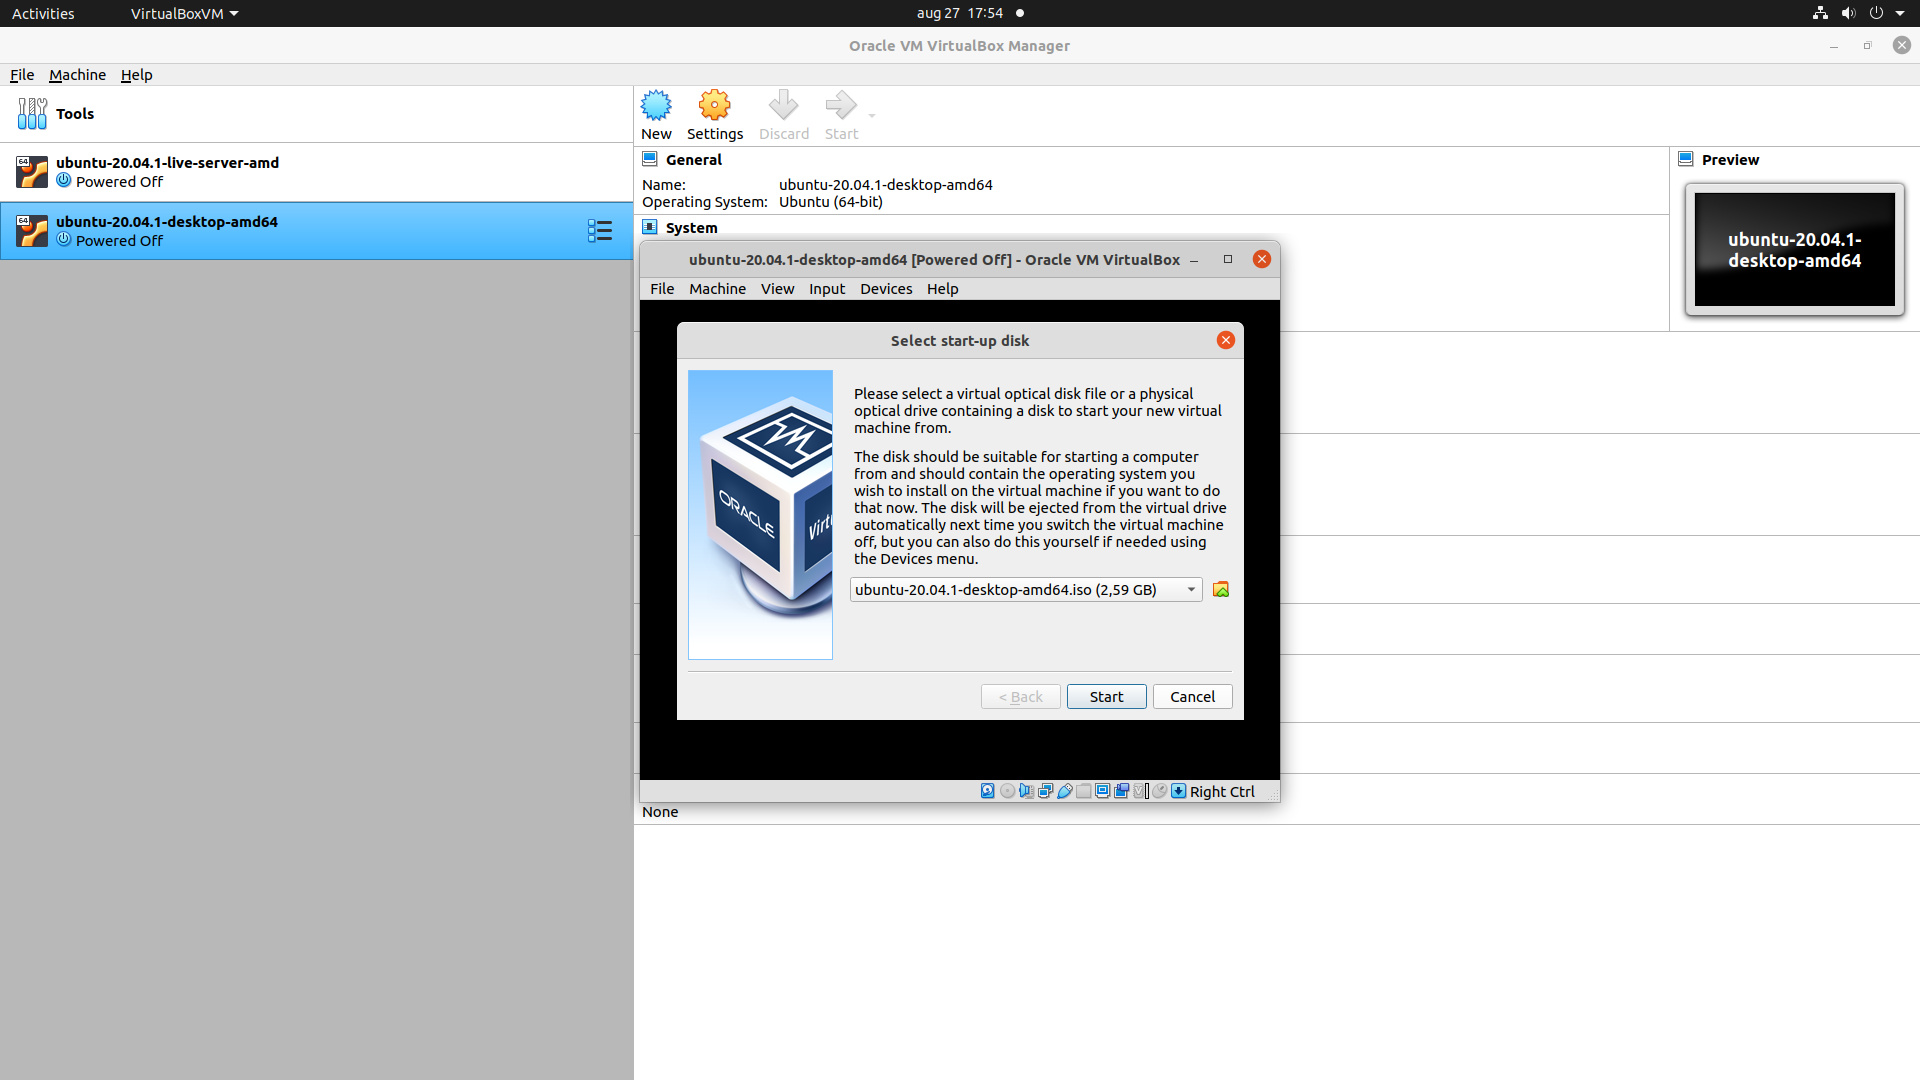 Activities
VirtualBoxVM
aug 27 17:54
Oracle VM VirtualBox Manager
File Machine Help
Tools
64
ubuntu-20.04.1-live-server-amd
Powered Off
64
ubuntu-20.04.1-desktop-amd64
Powered Off
New
Settings
Discard
Start
General
Name: ubuntu-20.04.1-desktop-amd64
Operating System: Ubuntu (64-bit)
System
Preview
ubuntu-20.04.1-
desktop-amd64
ubuntu-20.04.1-desktop-amd64 [Powered Off] - Oracle VM VirtualBox
File Machine View Input Devices Help
Select start-up disk
ORACLE
Virt
Please select a virtual optical disk file or a physical
optical drive containing a disk to start your new virtual
machine from.
The disk should be suitable for starting a computer
from and should contain the operating system you
wish to install on the virtual machine if you want to do
that now. The disk will be ejected from the virtual drive
automatically next time you switch the virtual machine
off, but you can also do this yourself if needed using
the Devices menu.
ubuntu-20.04.1-desktop-amd64.iso (2,59 GB)
< Back
Start
Cancel
Right Ctrl
None